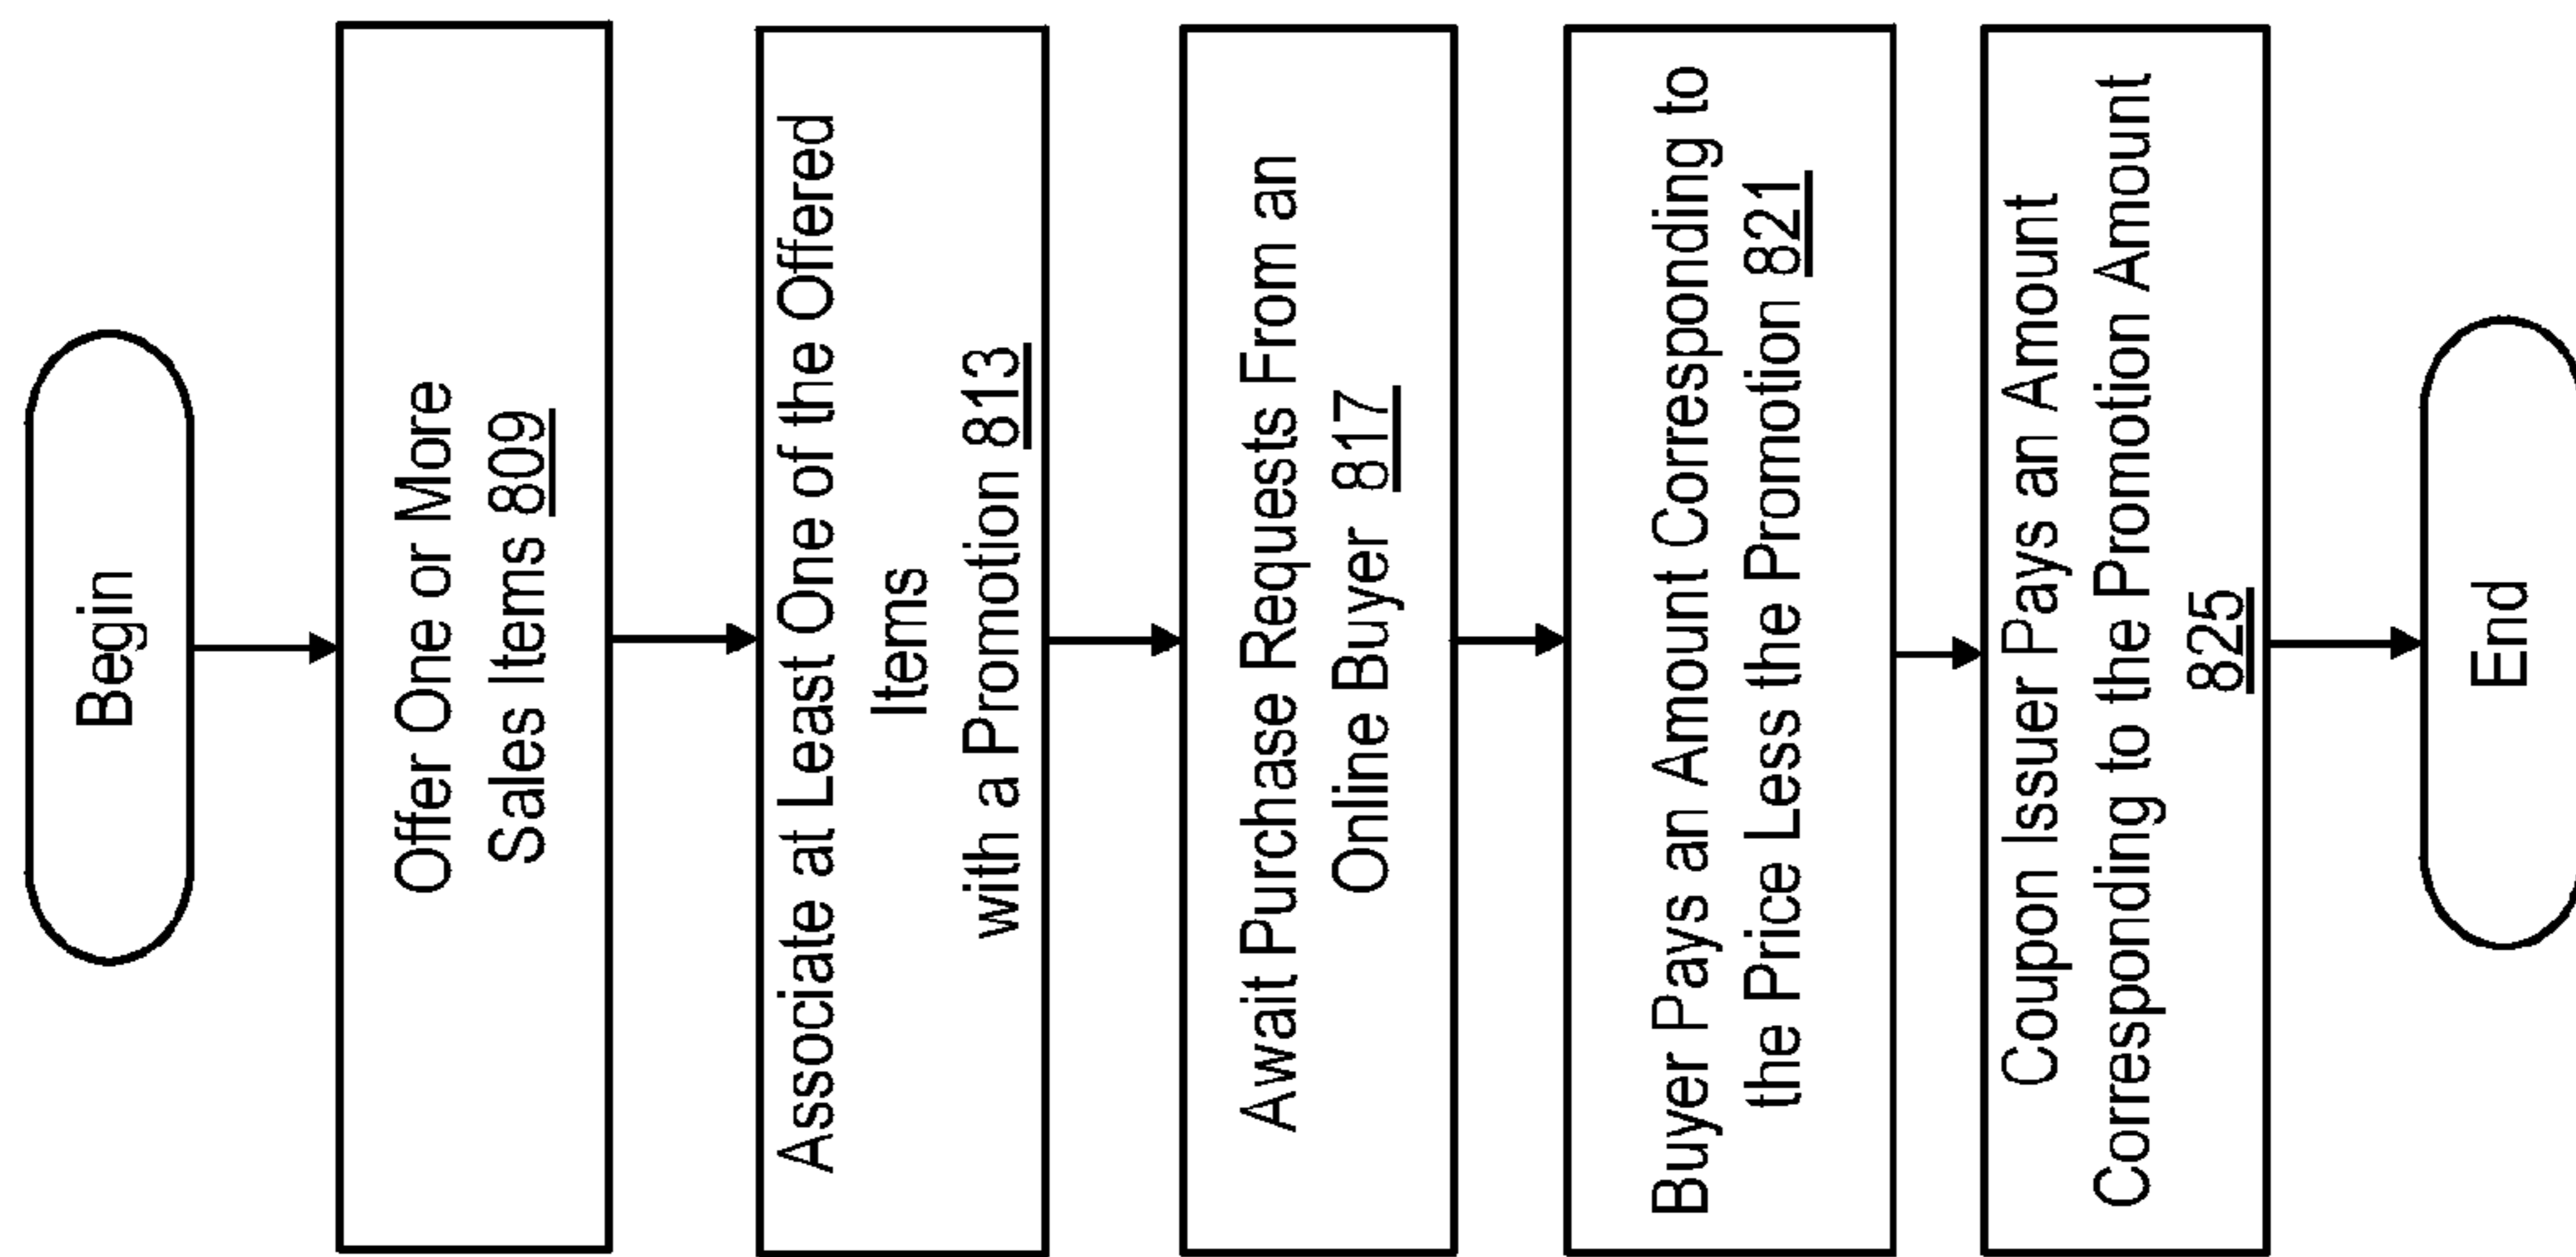 Begin
Offer One or More
Sales Items 809
Associate at Least One of the Offered
Items
with a Promotion 813
Await Purchase Requests From an
Online Buyer 817
Buyer Pays an Amount Corresponding to
the Price Less the Promotion 821
Coupon Issuer Pays an Amount
Corresponding to the Promotion Amount
825
End